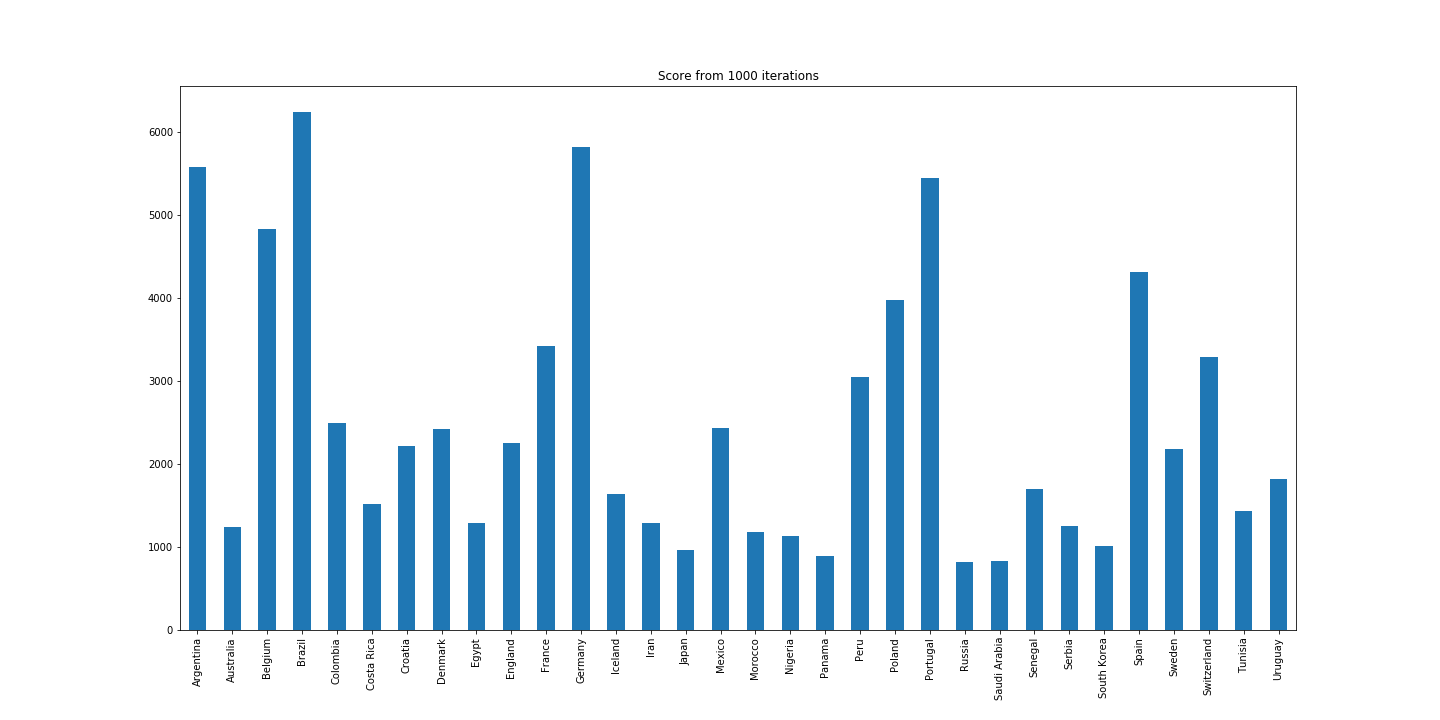 Score from 1000 iterations
6000
5000
4000
3000
2000
1000
0
Argentina
Australia
Belgium
Brazil
Colombia
Costa Rica
Croatia
Denmark
Egypt
England
France
Germany
Iceland
Iran
Japan
Mexico
Morocco
Nigeria
Panama
Peru
Poland
Portugal
Russia
Saudi Arabia
Senegal
Serbia
South Korea
Spain
Sweden
Switzerland
Tunisia
Uruguay